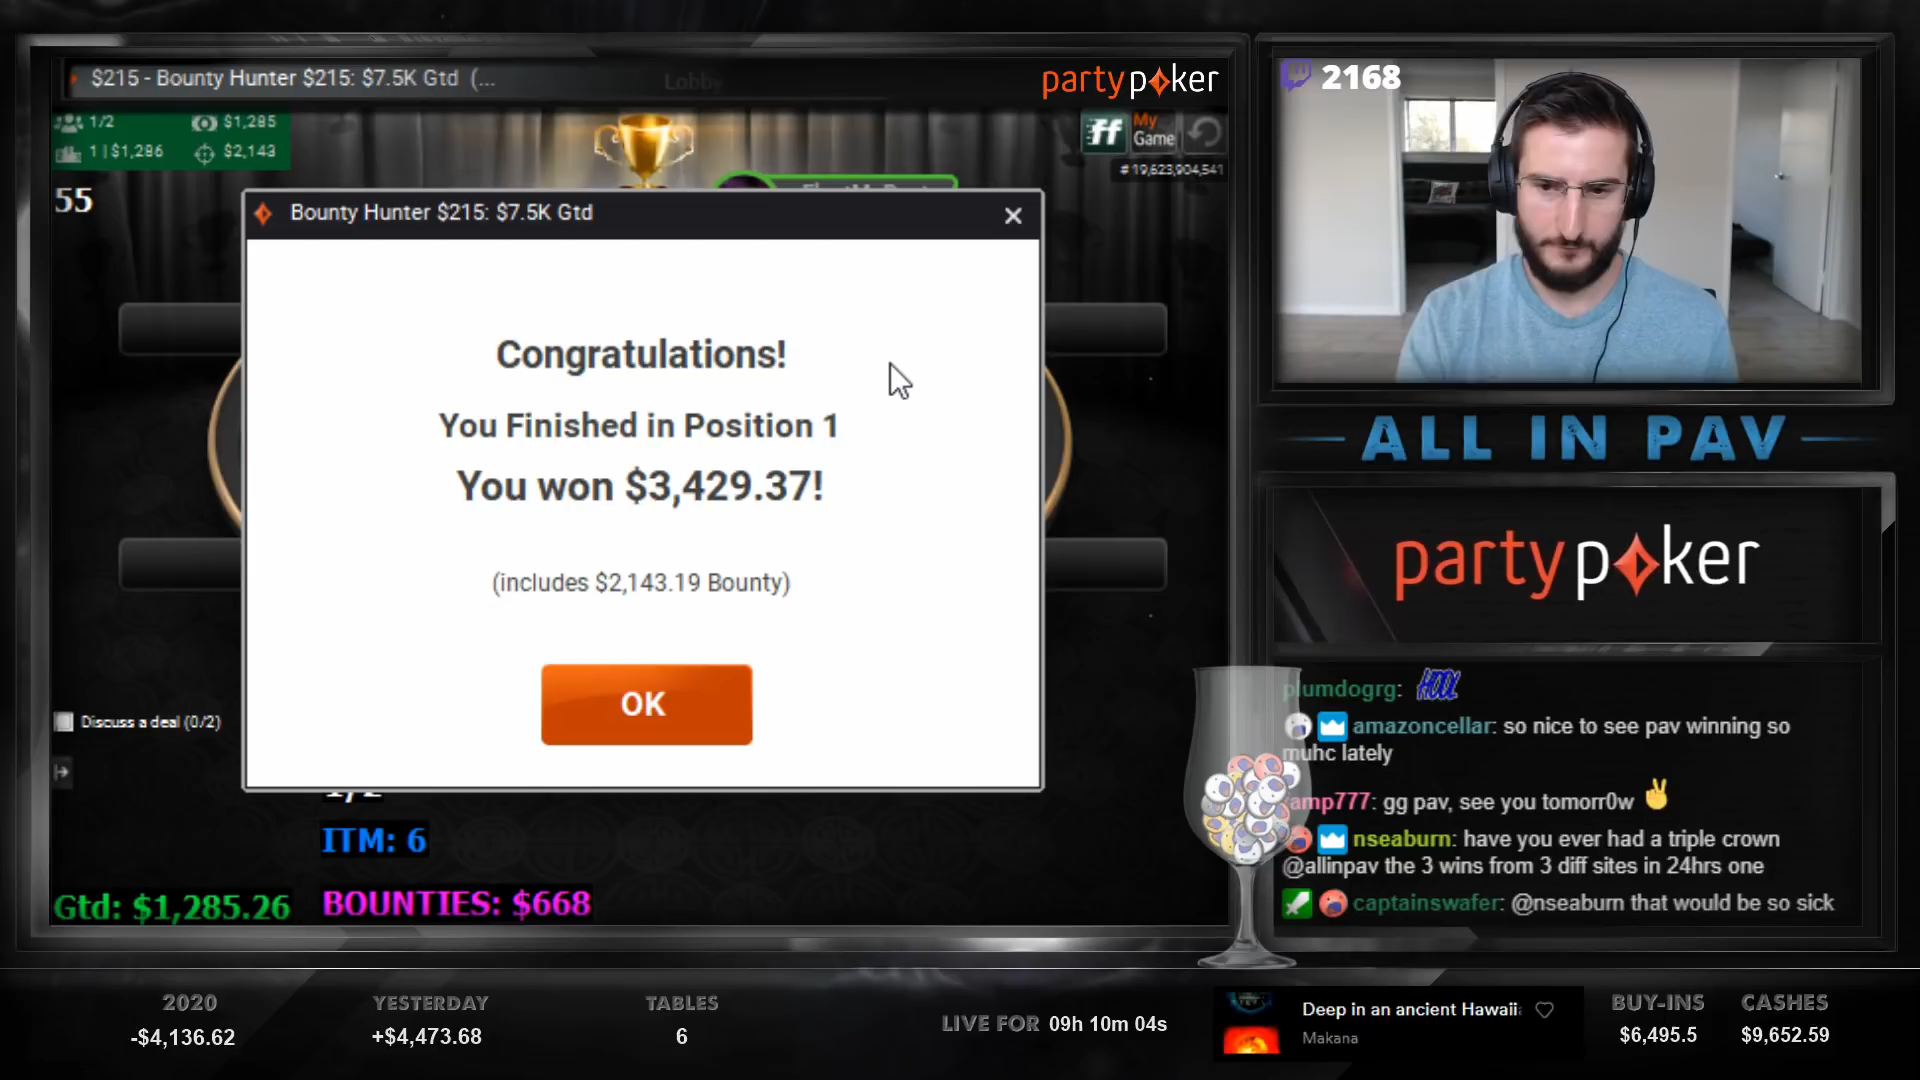 $215 - Bounty Hunter $215: $7.5K Gtd (...
Lobby
partypoker
2168
1/2
$1,285
1 | $1,286
$2,143
My
Game
#19,623,904,541
55
Bounty Hunter $215: $7.5K Gtd
Congratulations!
You Finished in Position 1
You won $3,429.37!
(includes $2,143.19 Bounty)
OK
Discuss a deal (0/2)
1/2
ITM: 6
Gtd: $1,285.26
BOUNTIES: $668
ALL IN PAV
partypoker
plumdogrg:
amazoncellar: so nice to see pav winning so
muhc lately
amp777: gg pav, see you tomorr0w
nseaburn: have you ever had a triple crown
@allinpav the 3 wins from 3 diff sites in 24hrs one
captainswafer: @nseaburn that would be so sick
2020
-$4,136.62
YESTERDAY
+$4,473.68
TABLES
6
LIVE FOR 09h 10m 04s
Deep in an ancient Hawaii
Makana
BUY-INS
$6,495.5
CASHES
$9,652.59